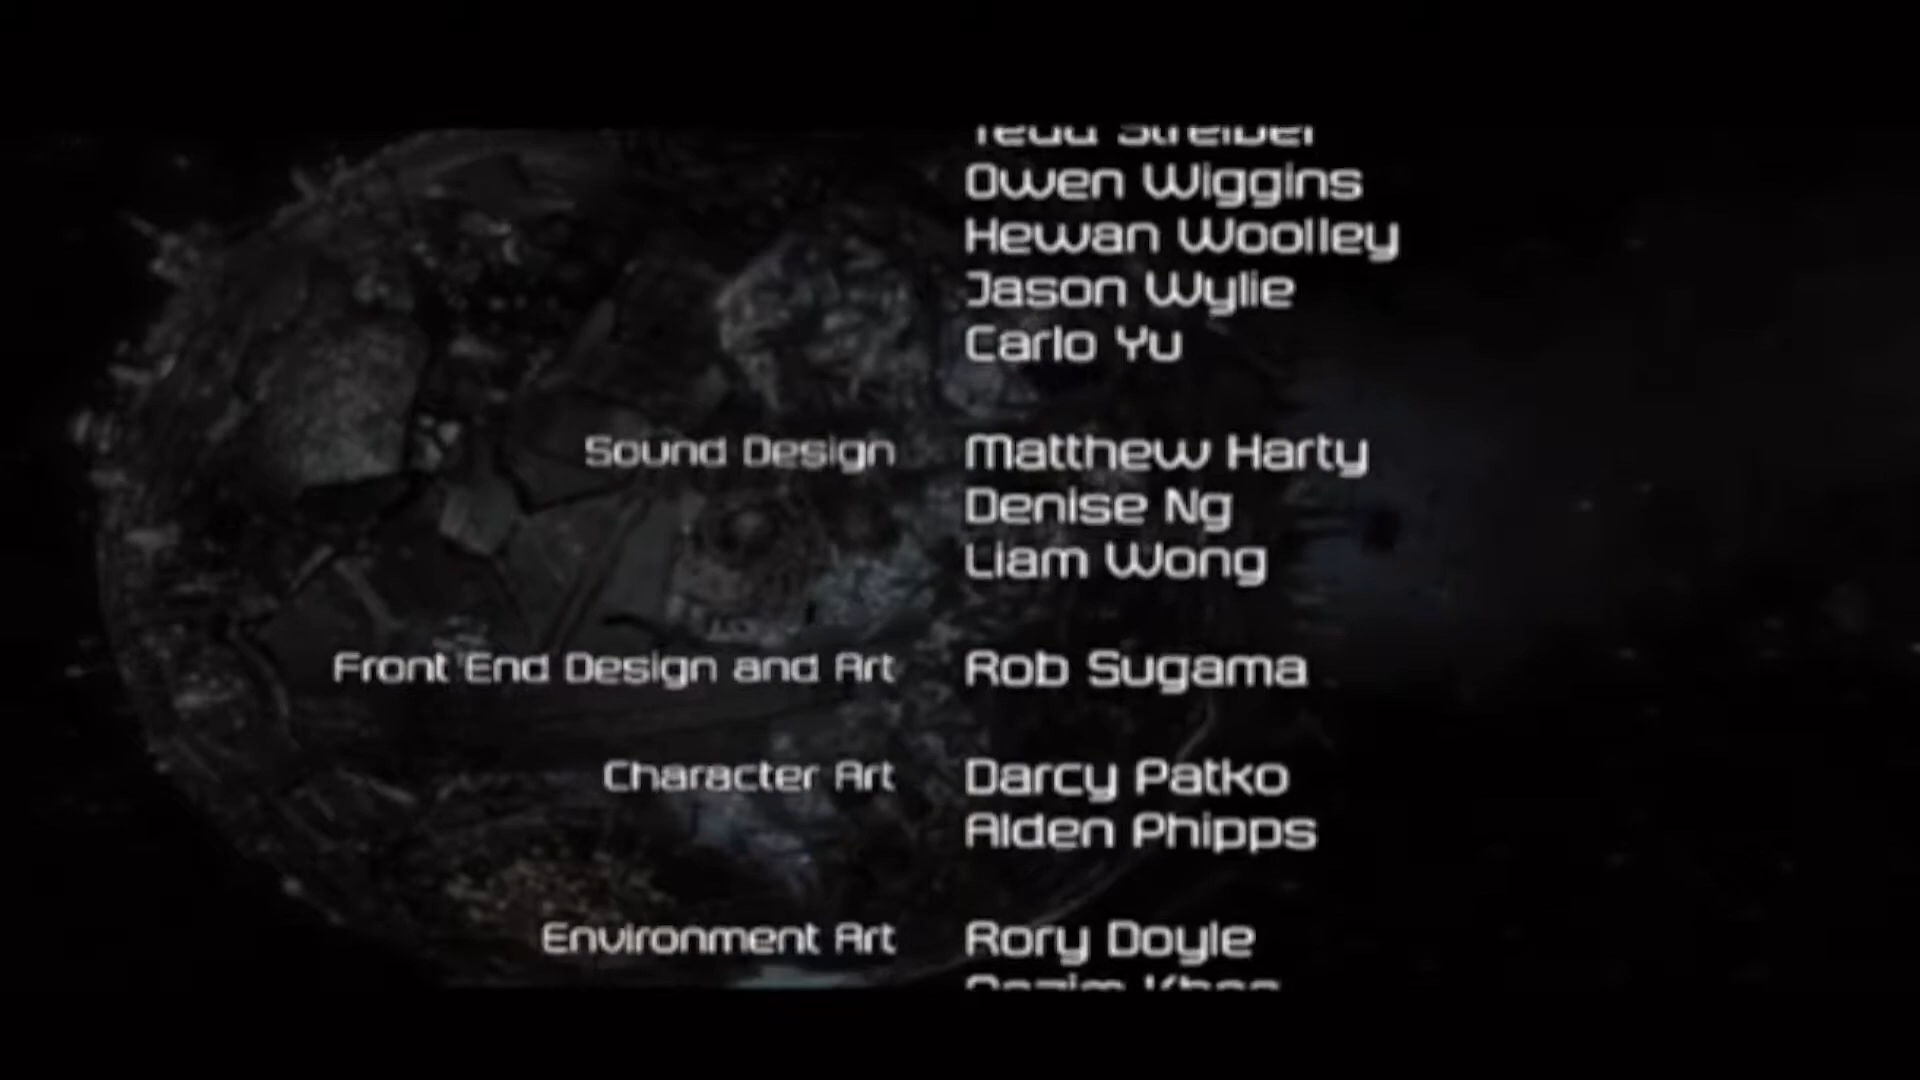 Owen Wiggins
Hewan Woolley
Jason Wylie
Carlo Yu
Sound Design Matthew Harty
Denise Ng
Liam Wong
Front End Design and Art Rob Sugama
Character Art Darcy Patko
Alden Phipps
Environment Art Rory Doyle